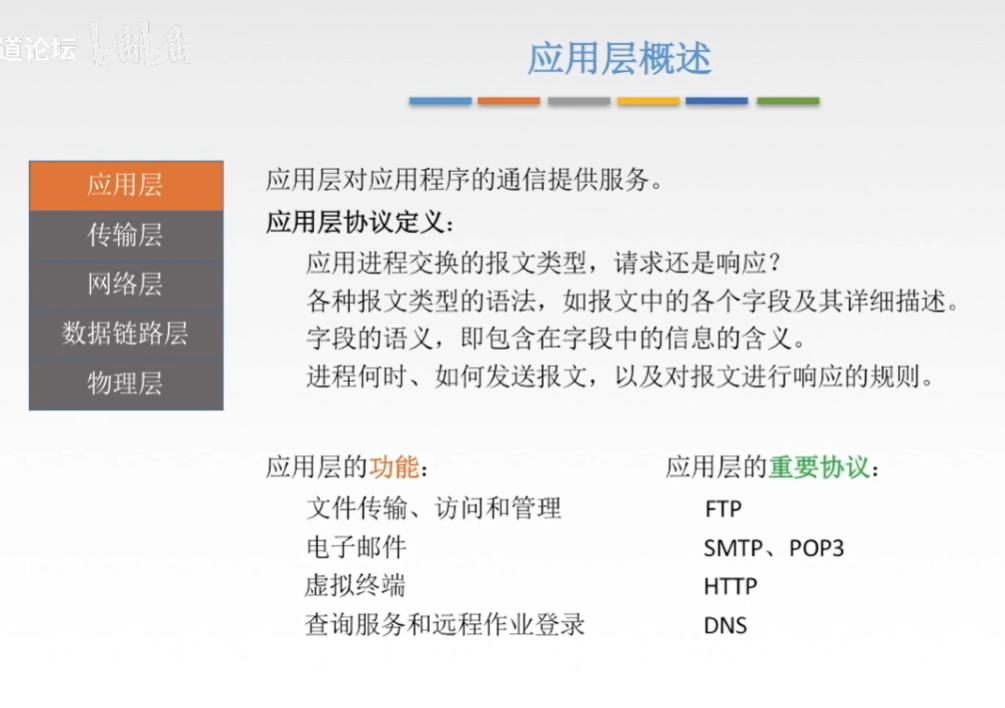 道论坛 bilibili
应用层概述
应用层
传输层
网络层
数据链路层
物理层
应用层对应用程序的通信提供服务。
应用层协议定义：
应用进程交换的报文类型，请求还是响应？
各种报文类型的语法，如报文中的各个字段及其详细描述。
字段的语义，即包含在字段中的信息的含义。
进程何时、如何发送报文，以及对报文进行响应的规则。
应用层的功能：
文件传输、访问和管理
电子邮件
虚拟终端
查询服务和远程作业登录
应用层的重要协议：
FTP
SMTP、POP3
HTTP
DNS